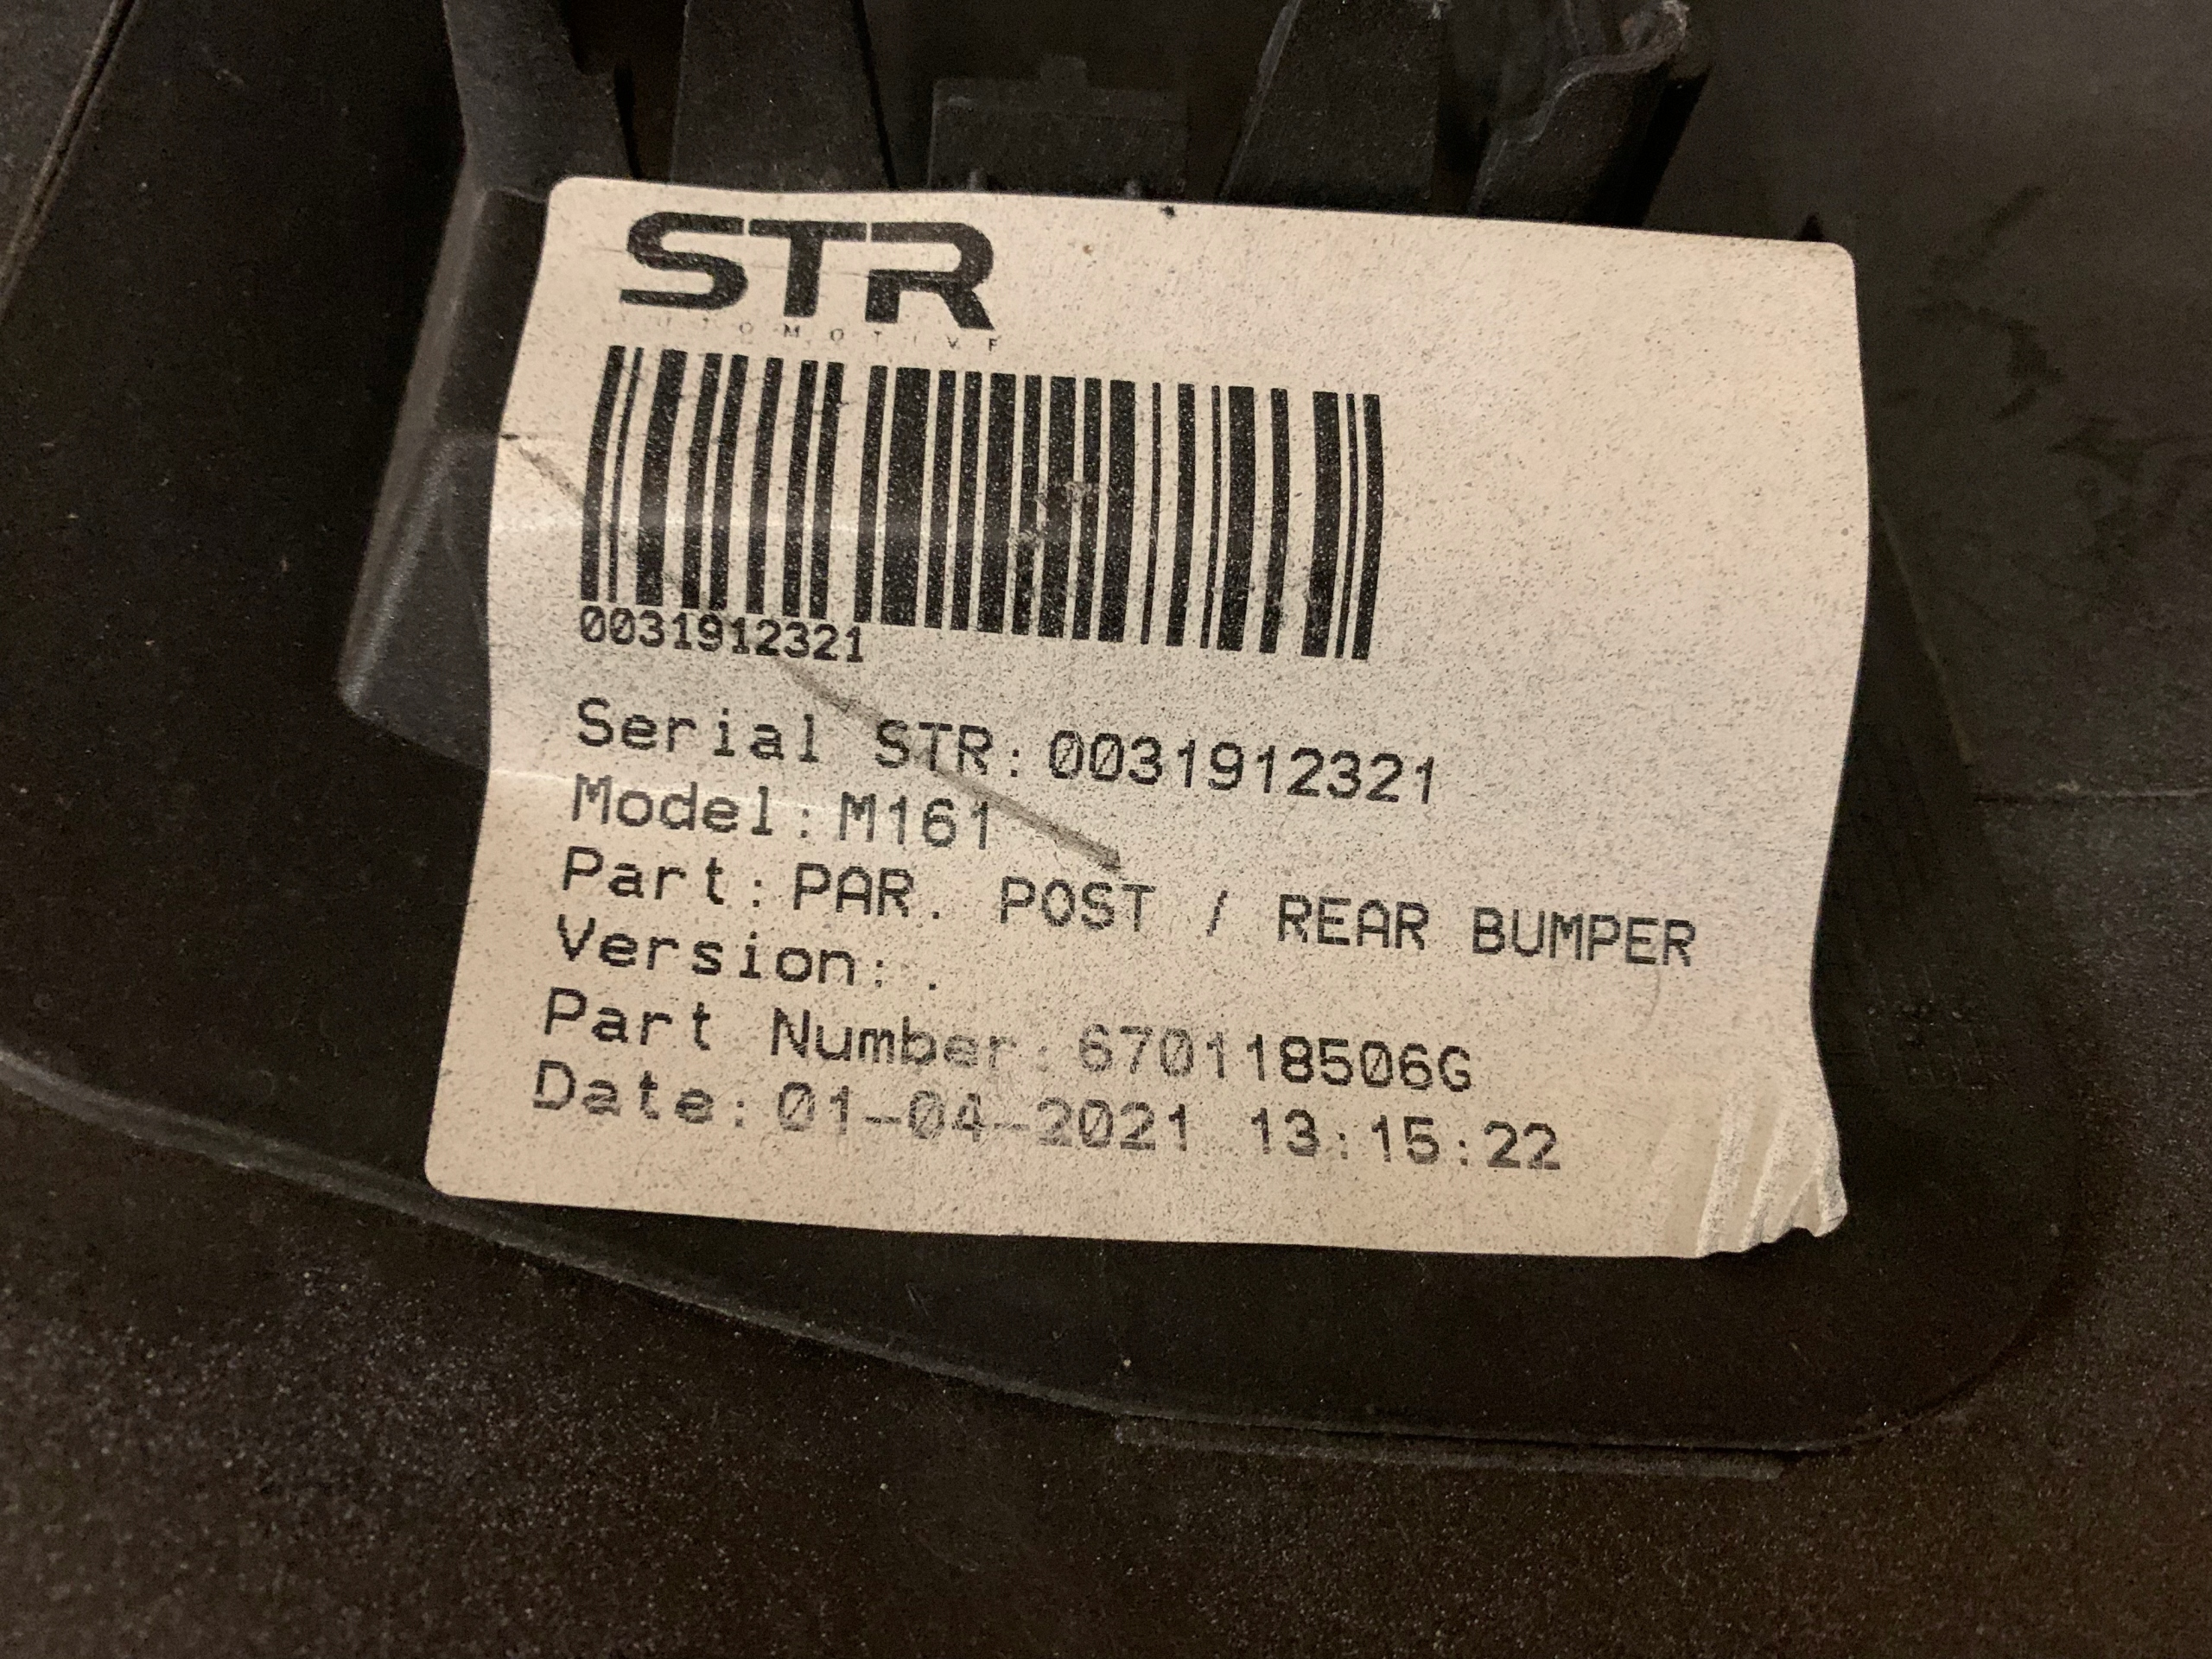 STR
AUTOMOTIVE
0031912321
Serial STR:0031912321
Model:M161
Part:PAR. POST / REAR BUMPER
Version:.
Part Number:670118506G
Date:01-04-2021 13:15:22